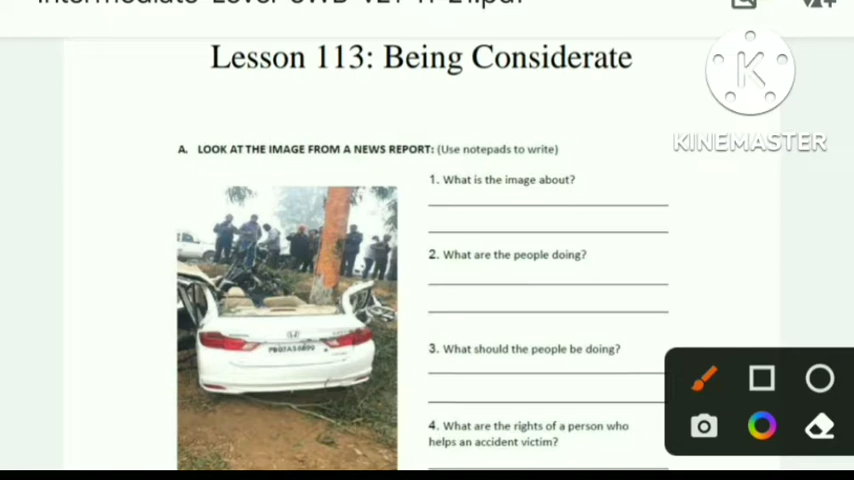 Lesson 113: Being Considerate
KINEMASTER
A. LOOK AT THE IMAGE FROM A NEWS REPORT: (Use notepads to write)
1. What is the image about?
2. What are the people doing?
3. What should the people be doing?
4. What are the rights of a person who
helps an accident victim?